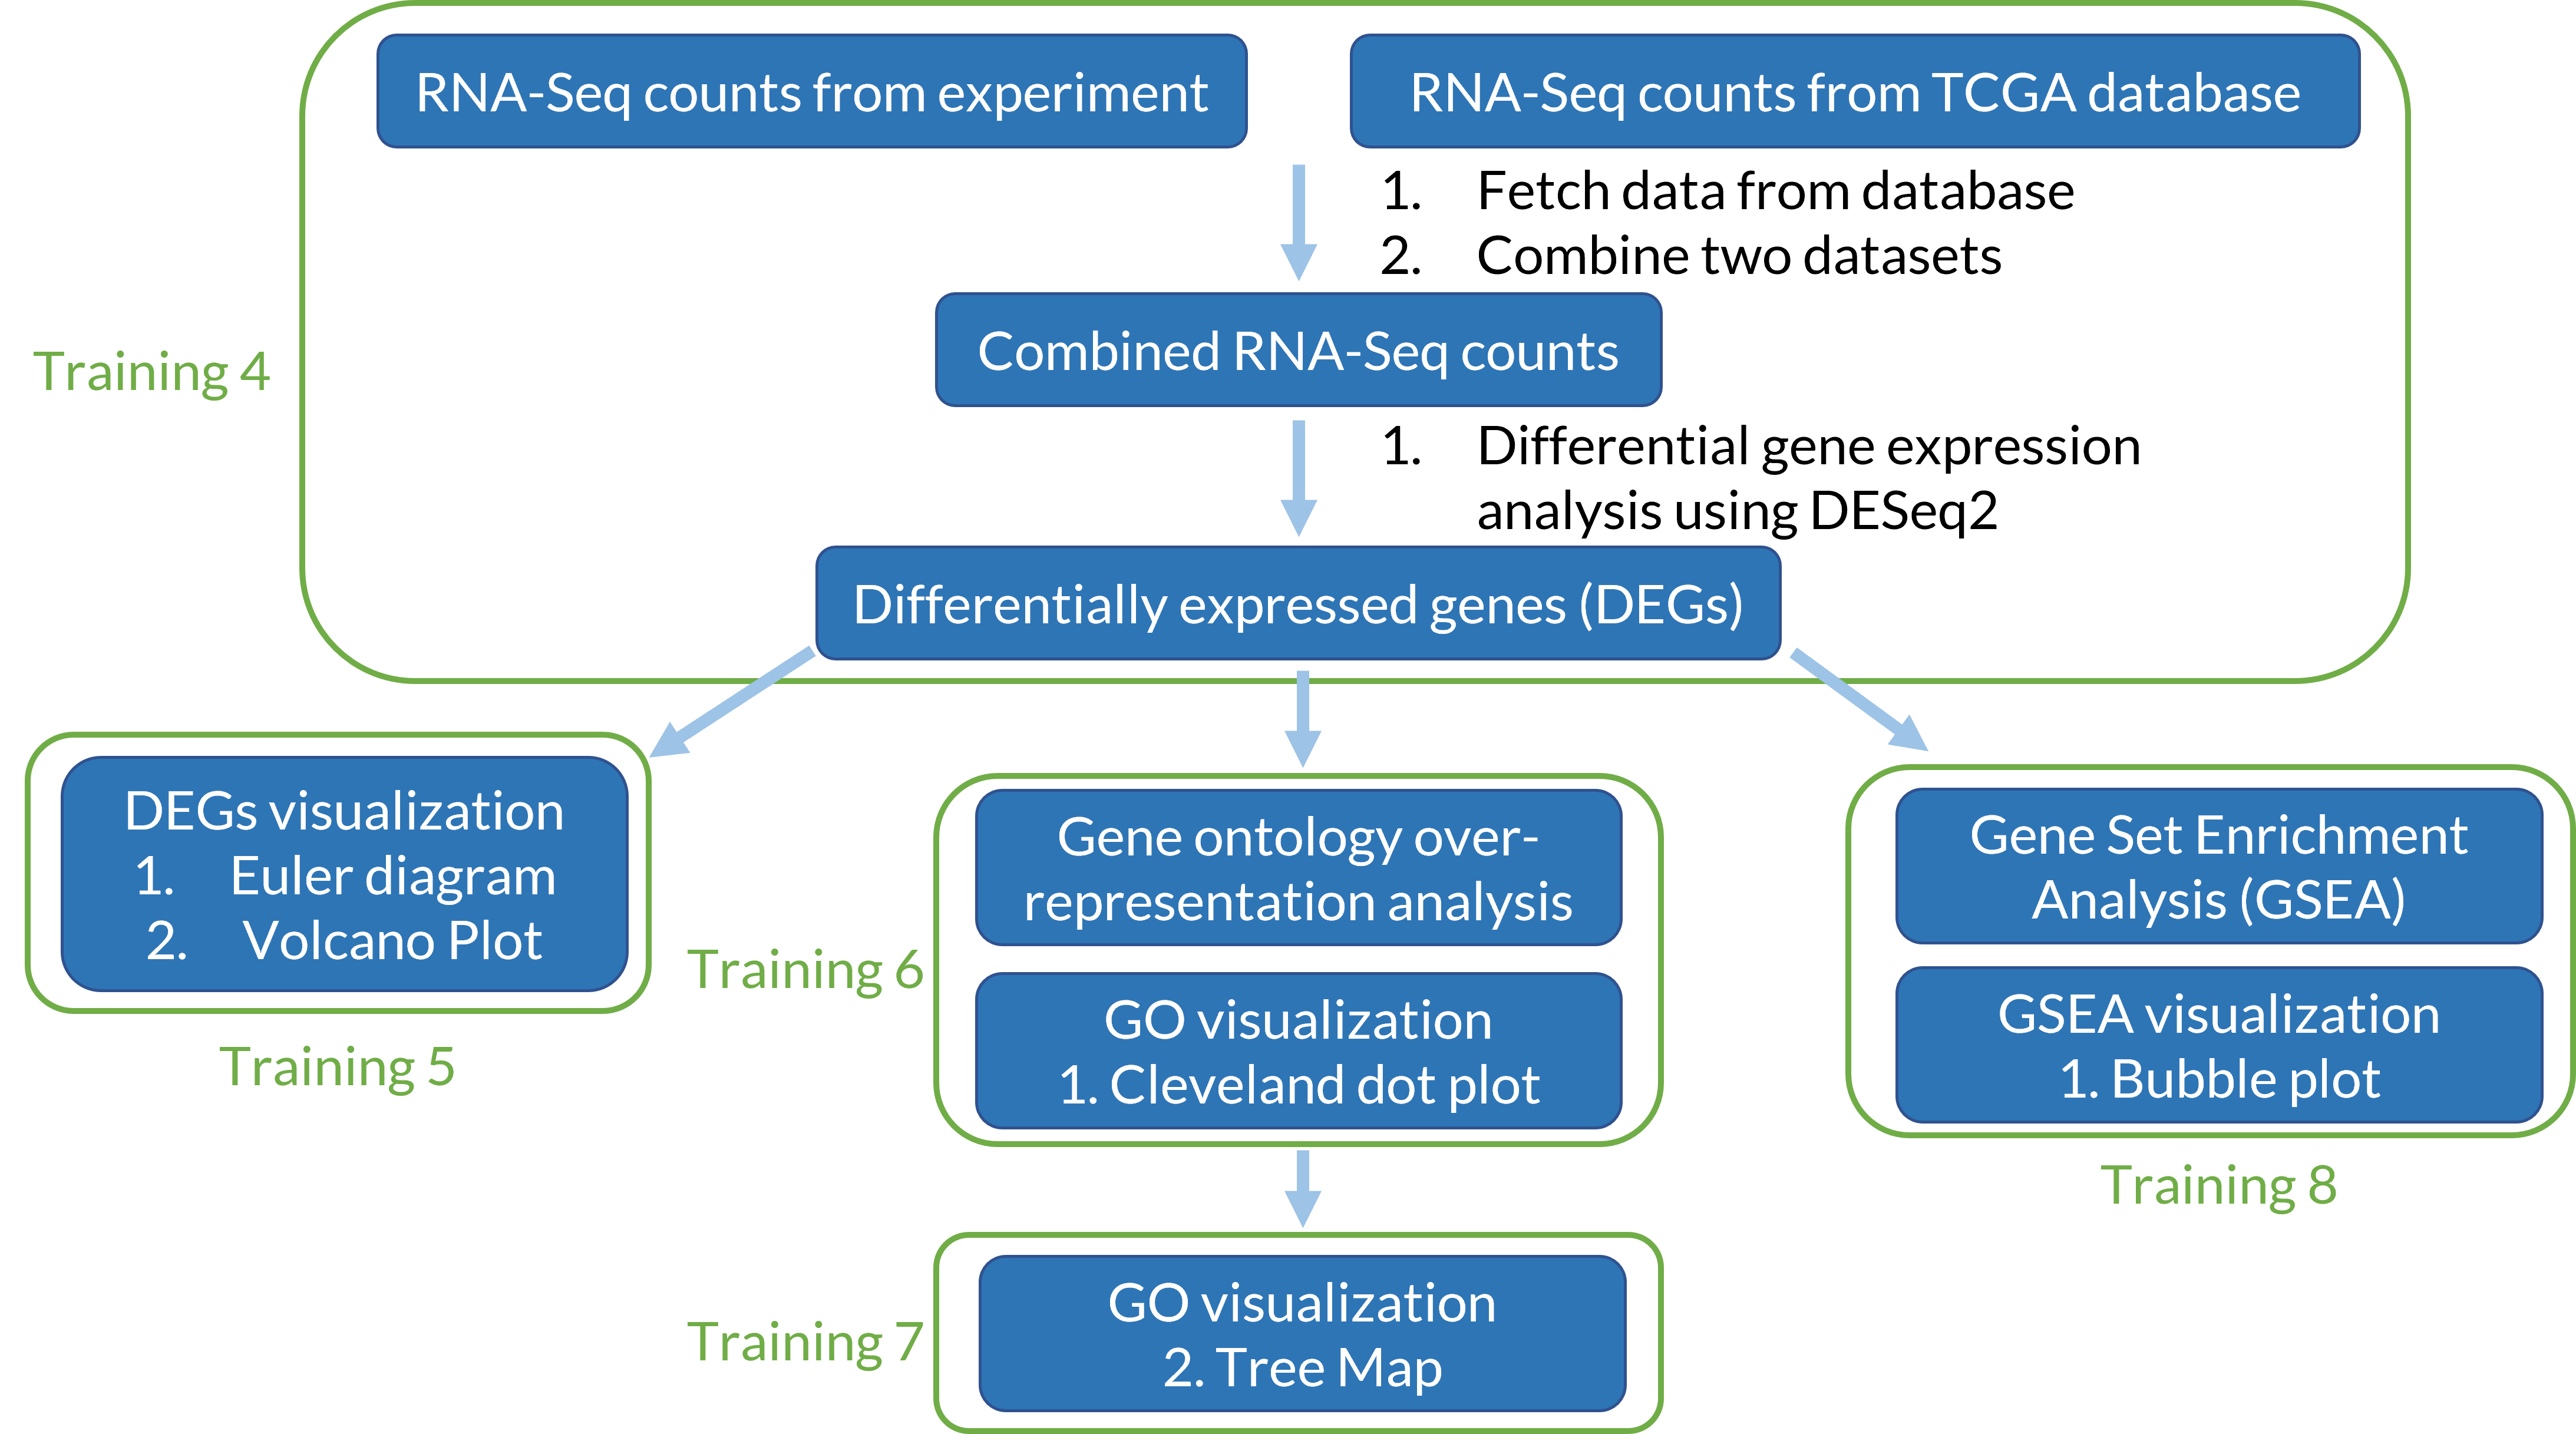 RNA-Seq counts from experiment
RNA-Seq counts from TCGA database
1. Fetch data from database
2. Combine two datasets
Combined RNA-Seq counts
Training 4
1. Differential gene expression
analysis using DESeq2
Differentially expressed genes (DEGs)
DEGs visualization
1. Euler diagram
2. Volcano Plot
Training 5
Gene ontology over-
representation analysis
Training 6
GO visualization
1. Cleveland dot plot
Gene Set Enrichment
Analysis (GSEA)
GSEA visualization
1. Bubble plot
Training 8
Training 7
GO visualization
2. Tree Map